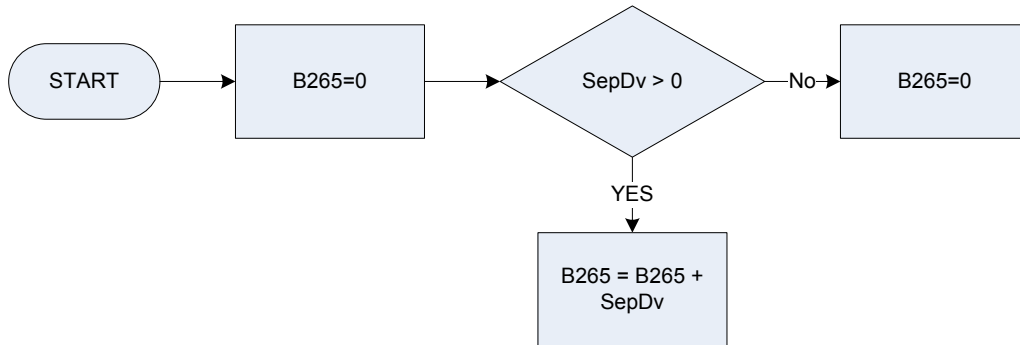 START
B265=0
SepDv > 0
No
B265=0
YES
B265 = B265 +
SepDv